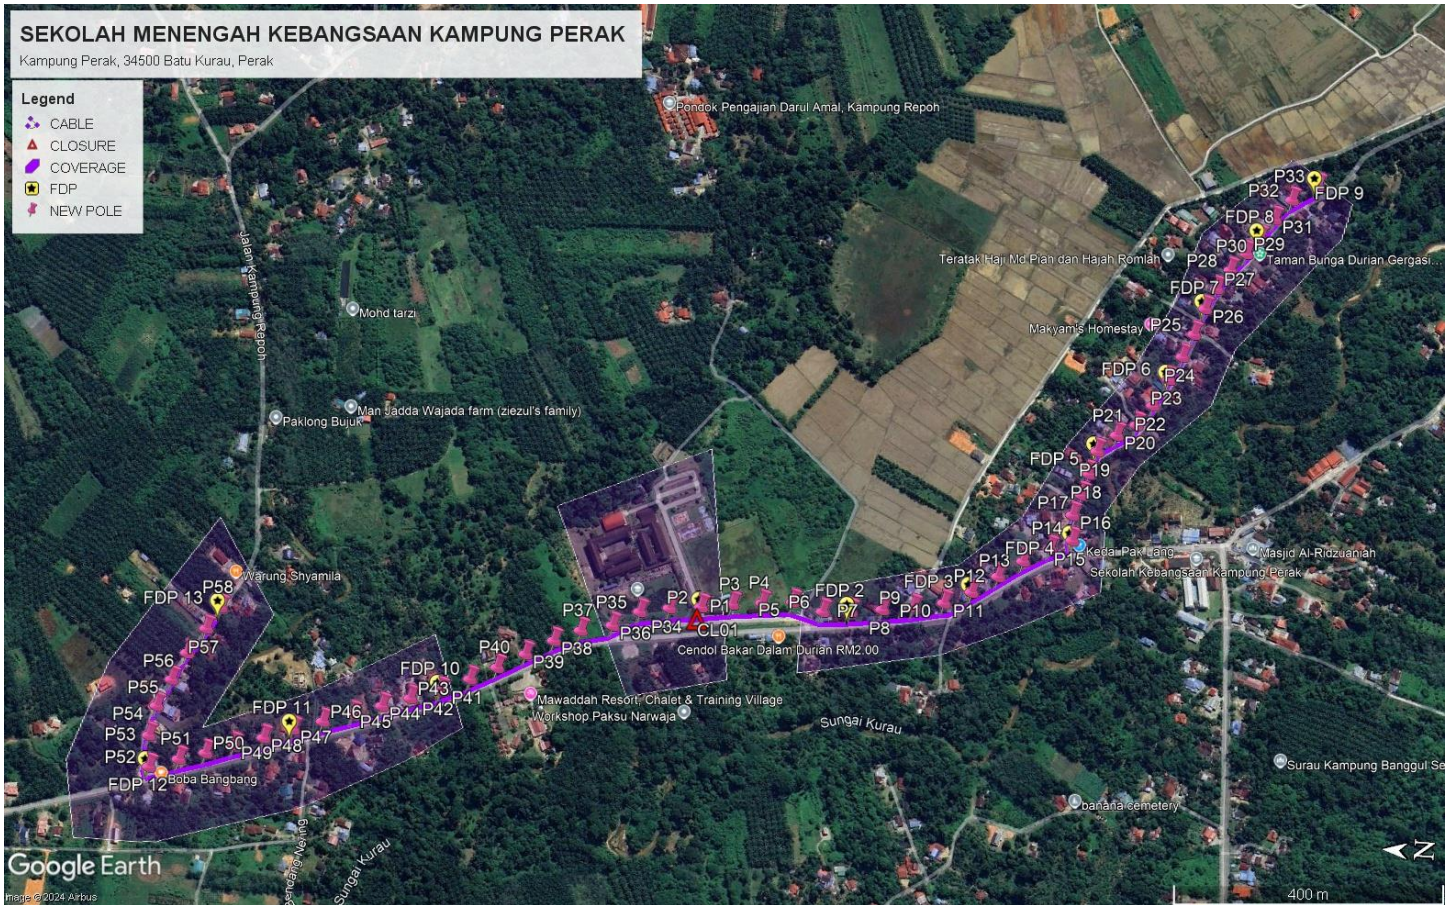 SEKOLAH MENENGAH KEBANGSAAN KAMPUNG PERAK
Kampung Perak, 34500 Batu Kurau, Perak
Legend
CABLE
CLOSURE
COVERAGE
FDP
NEW POLE
Pondok Pengajian Darul Amal, Kampung Repoh
Jalan Kampung Repoh
P33
P32
FDP 9
FDP 8
P31
P30
P29
Teratak Haji Md Piah dan Hajah Romlah
P28
Taman Bunga Durian Gergasi...
P27
FDP 7
Mohd tarzi
P26
Makyam's Homestay
P25
FDP 6
P24
P23
Man Jadda Wajada farm (ziezul's family)
Paklong Bujuk
P21
P22
P20
FDP 5
P19
P18
P17
P16
P14
FDP 4
Kedai Pak Lang
Masjid Al-Ridzuaniah
P15
Sekolah Kebangsaan Kampung Perak
P13
P12
FDP 3
Warung Shyamila
P58
FDP 13
P3
P4
FDP 2
P2
P35
P1
P5
P6
P7
P9
P10
P11
P37
P34
P36
CL01
P8
P57
P38
Cendol Bakar Dalam Durian RM2.00
P56
P40
P39
P55
FDP 10
P43
P41
Mawaddah Resort, Chalet & Training Village
P54
FDP 11
P46
P44
P42
Workshop Paksu Narwaja
P45
Sungai Kurau
P53
P51
P50
P48
P47
P49
P52
FDP 12
Boba Bangbang
Surau Kampung Banggul Se
banana cemetery
Sungai Kurau
Google Earth
N
Image © 2024 Airbus
400 m